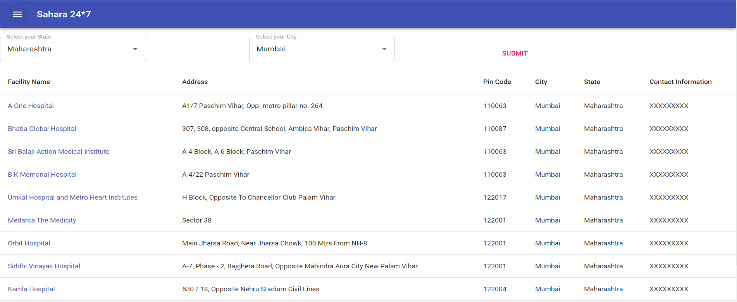 Sahara 24*7
Select your State Select your City
Maharashtra Mumbai
SUBMIT
Facility Name Address Pin Code City State Contact Information
A One Hospital A1/7 Paschim Vihar, Opp- metro pillar no. 264 110063 Mumbai Maharashtra XXXXXXXXX
Bhatia Global Hospital 307, 308, opposite Central School, Ambica Vihar, Paschim Vihar 110087 Mumbai Maharashtra XXXXXXXXX
Sri Balaji Action Medical Institute A-4 Block, A-6 Block, Paschim Vihar 110063 Mumbai Maharashtra XXXXXXXXX
B K Memorial Hospital A-4/22 Paschim Vihar 110063 Mumbai Maharashtra XXXXXXXXX
Umkal Hospital and Metro Heart Institutes H Block, Opposite To Chancellor Club Palam Vihar 122017 Mumbai Maharashtra XXXXXXXXX
Medanta The Medicity Sector 38 122001 Mumbai Maharashtra XXXXXXXXX
Orbit Hospital Main Jharsa Road, Near Jharsa Chowk, 100 Mtrs From NH-8 122001 Mumbai Maharashtra XXXXXXXXX
Siddhi Vinayak Hospital A-7, Phase - 2, Bajghera Road, Opposite Mahindra Aura City New Palam Vihar 122001 Mumbai Maharashtra XXXXXXXXX
Kamla Hospital 530 / 18, Opposite Nehru Stadium Civil Lines 122004 Mumbai Maharashtra XXXXXXXXX